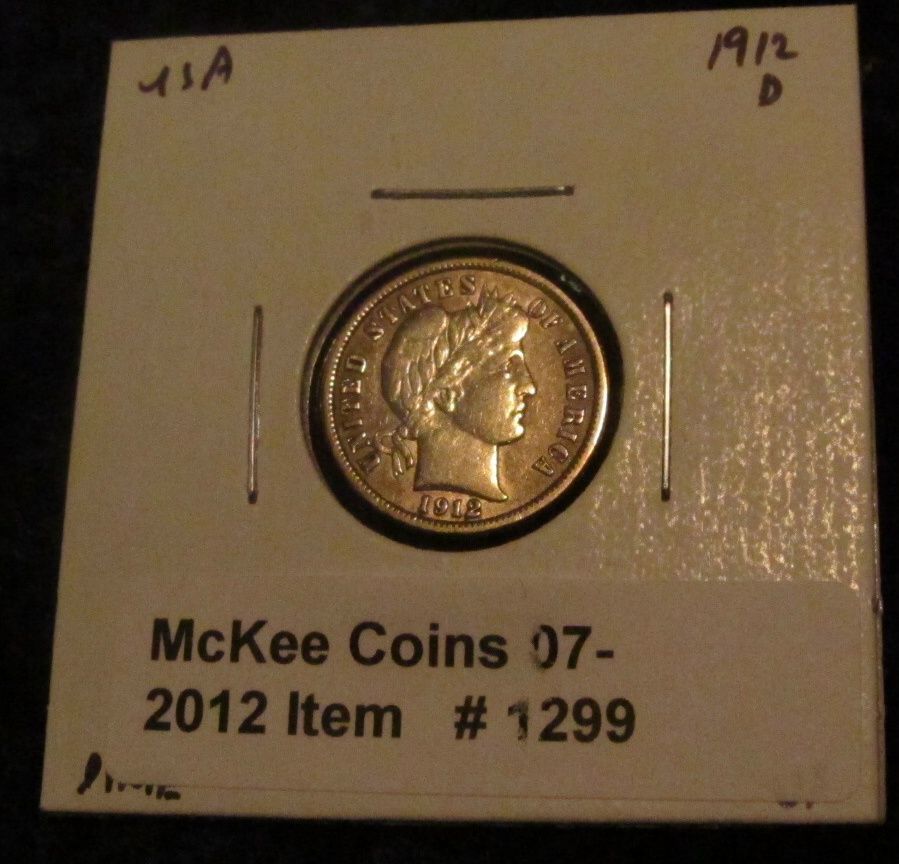 USA
1912
D
UNITED STATES OF AMERICA
1912
McKee Coins 07-
2012 Item # 1299